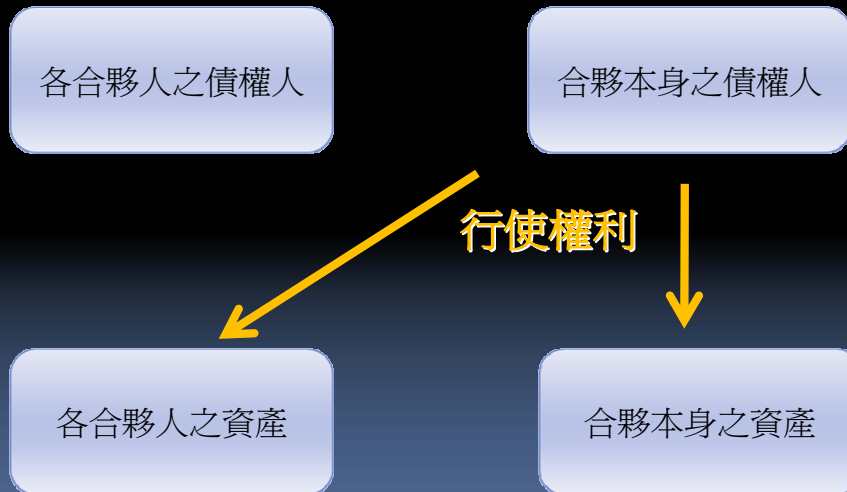 各合夥人之債權人
合夥本身之債權人
行使權利
各合夥人之資產
合夥本身之資產